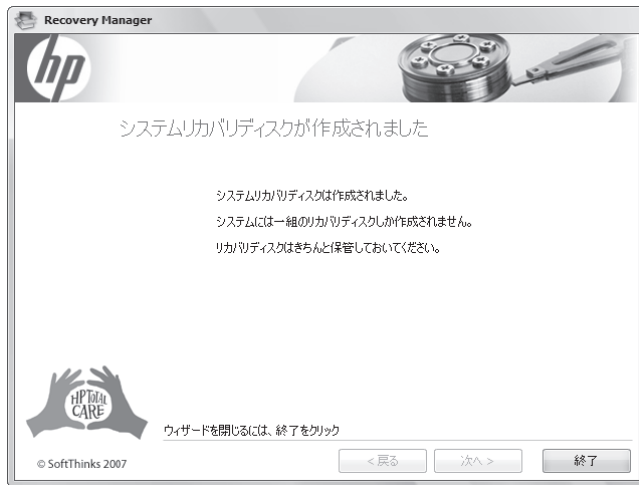 Recovery Manager
hp
システムリカバリディスクが作成されました
システムリカバリディスクは作成されました。
システムには一組のリカバリディスクしか作成されません。
リカバリディスクはきちんと保管しておいてください。
HP TOTAL
CARE
ウィザードを閉じるには、終了をクリック
© SoftThinks 2007
< 戻る
次へ >
終了